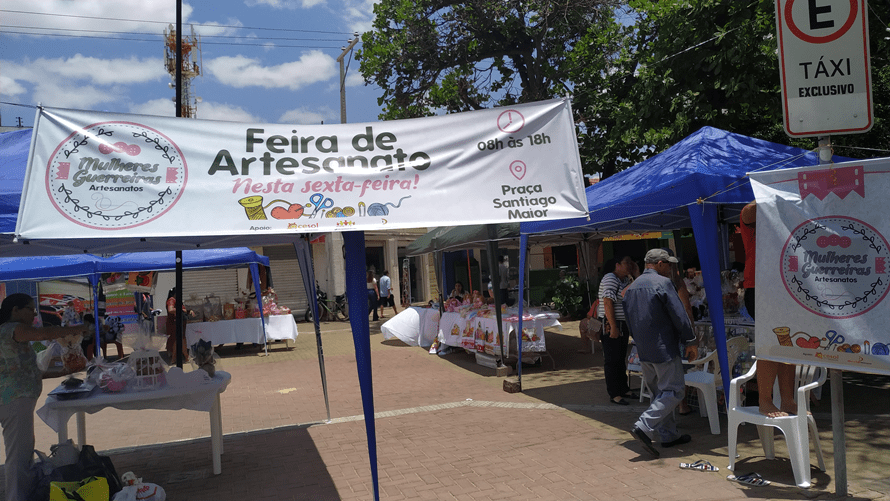 Mulheres
Guerreiras
Artesanatos
Feira de
Artesanato
Nesta sexta-feira!
08h às 18h
Praça
Santiago
Maior
Apoio:
E
TÁXI
EXCLUSIVO
Mulheres
Guerreiras
Artesanatos